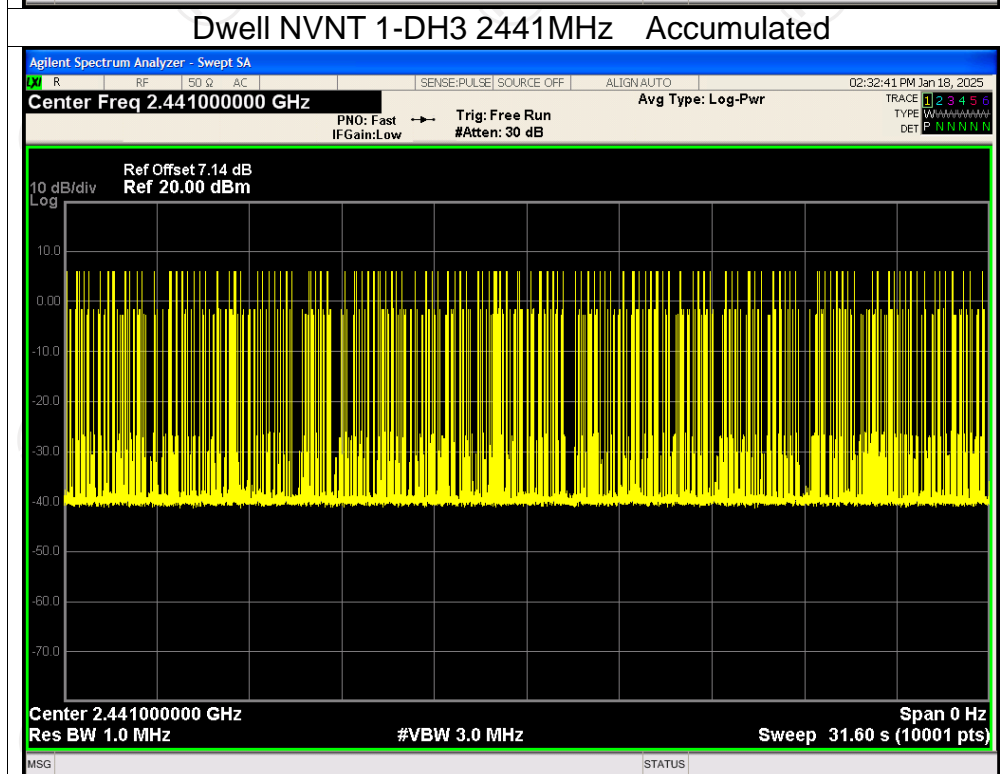 Dwell NVNT 1-DH3 2441MHz Accumulated
Agilent Spectrum Analyzer - Swept SA
LXI R RF 50 Ω AC SENSE:PULSE SOURCE OFF ALIGN AUTO 02:32:41 PM Jan 18, 2025
Center Freq 2.441000000 GHz Avg Type: Log-Pwr TRACE 1 2 3 4 5 6
PNO: Fast Trig: Free Run TYPE WWWWWW
IFGain:Low #Atten: 30 dB DET P N N N N N
Ref Offset 7.14 dB
10 dB/div Ref 20.00 dBm
Log
10.0
0.00
-10.0
-20.0
-30.0
-40.0
-50.0
-60.0
-70.0
Center 2.441000000 GHz Span 0 Hz
Res BW 1.0 MHz #VBW 3.0 MHz Sweep 31.60 s (10001 pts)
MSG STATUS